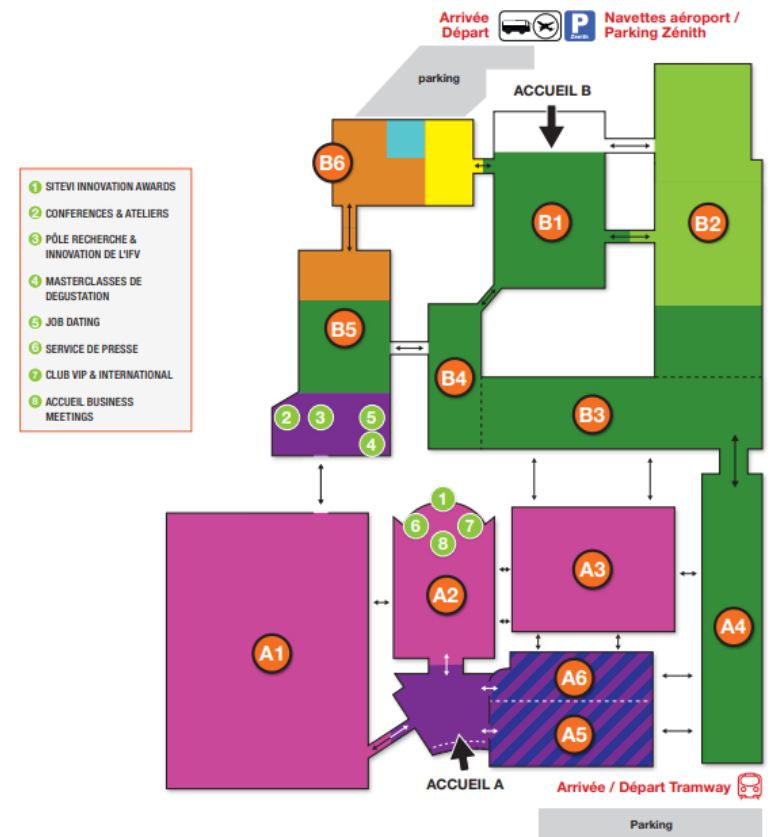 Arrivée
Départ
P
Zénith
Navettes aéroport /
Parking Zénith
parking
ACCUEIL B
B6
B1
B2
1 SITEVI INNOVATION AWARDS
2 CONFERENCES & ATELIERS
3 PÔLE RECHERCHE &
INNOVATION DE L'IFV
4 MASTERCLASSES DE
DEGUSTATION
5 JOB DATING
6 SERVICE DE PRESSE
7 CLUB VIP & INTERNATIONAL
8 ACCUEIL BUSINESS
MEETINGS
B5
B4
B3
2 3 5
4
1
6 7
8
A3
A2
A4
A1
A6
A5
ACCUEIL A
Arrivée / Départ Tramway
Parking